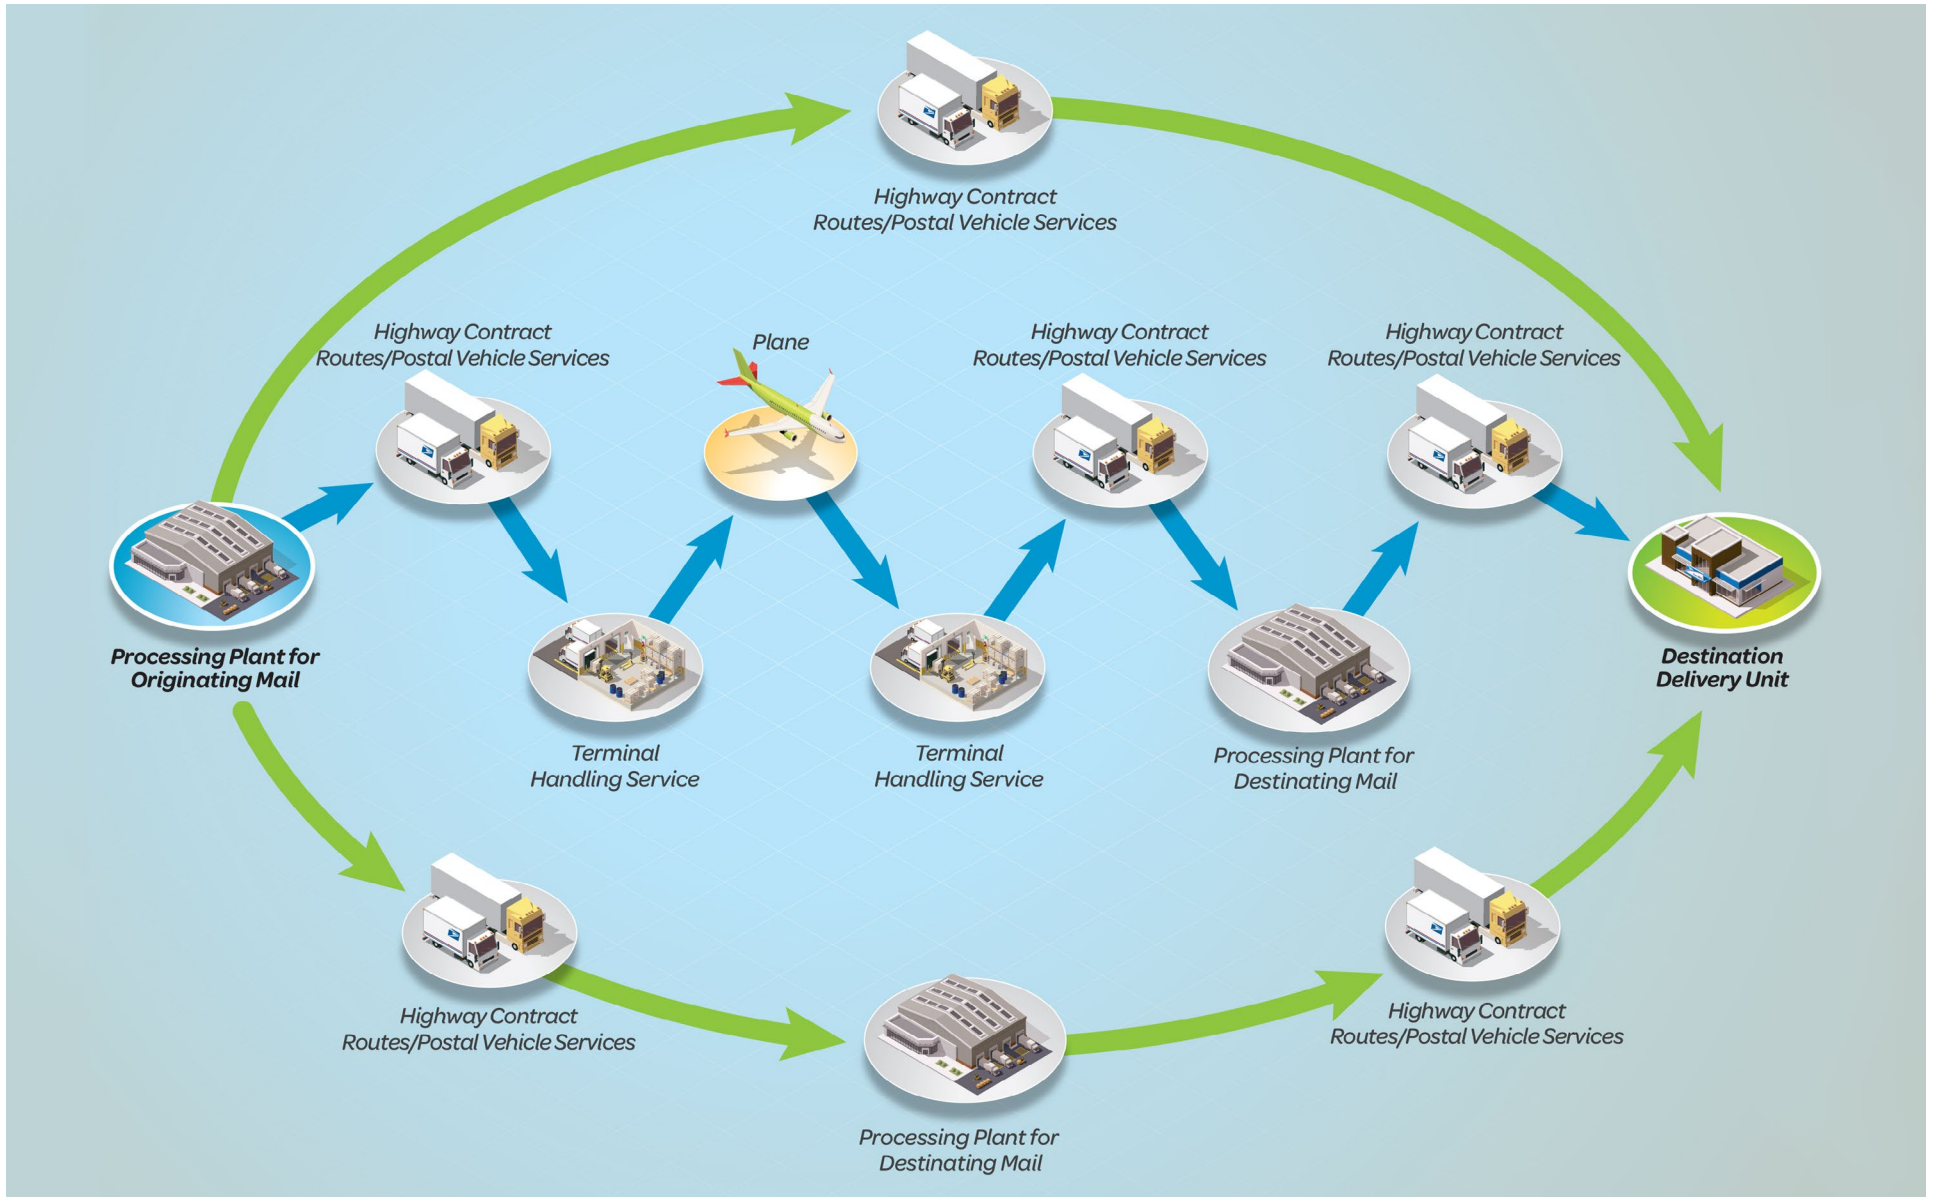 Highway Contract
Routes/Postal Vehicle Services
Highway Contract
Routes/Postal Vehicle Services
Plane
Highway Contract
Routes/Postal Vehicle Services
Highway Contract
Routes/Postal Vehicle Services
Processing Plant for
Originating Mail
Terminal
Handling Service
Terminal
Handling Service
Processing Plant for
Destinating Mail
Destination
Delivery Unit
Highway Contract
Routes/Postal Vehicle Services
Processing Plant for
Destinating Mail
Highway Contract
Routes/Postal Vehicle Services